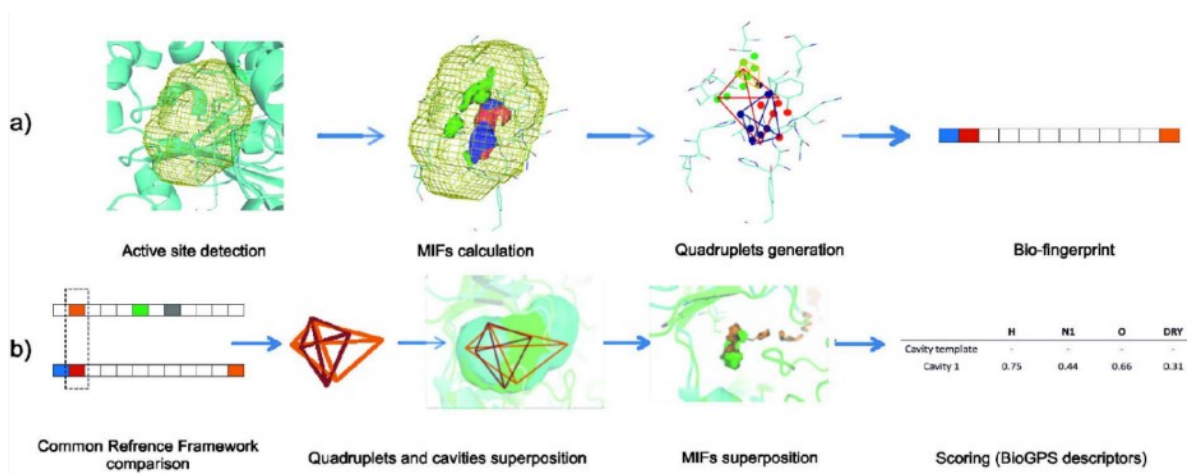 a)
Active site detection
MIFs calculation
Quadruplets generation
Bio-fingerprint
b)
H N1 O DRY
Cavity template - - - -
Cavity 1 0.75 0.44 0.66 0.31
Common Refrence Framework
comparison
Quadruplets and cavities superposition
MIFs superposition
Scoring (BioGPS descriptors)